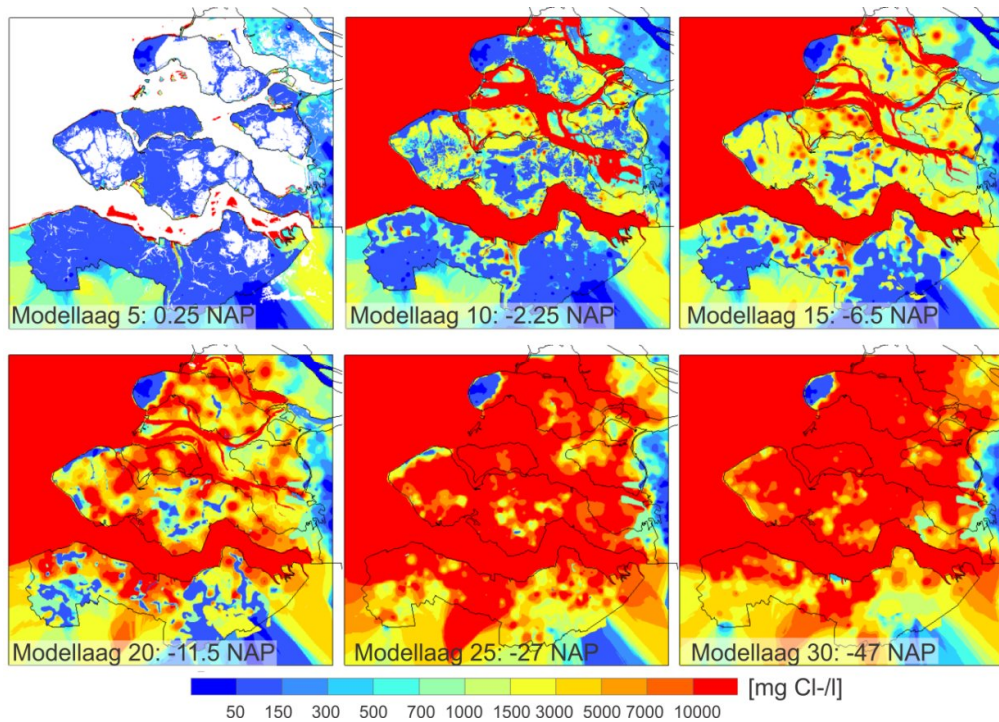 Modellaag 5: 0.25 NAP
Modellaag 10: -2.25 NAP
Modellaag 15: -6.5 NAP
Modellaag 20: -11.5 NAP
Modellaag 25: -27 NAP
Modellaag 30: -47 NAP
[mg Cl-/l]
50 150 300 500 700 1000 1500 3000 5000 7000 10000